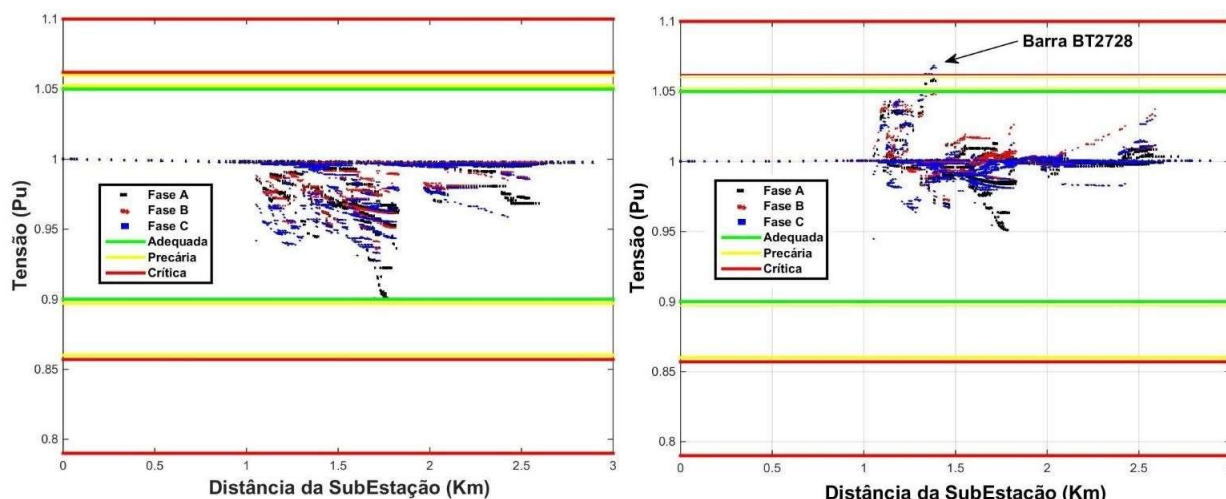 1.1
1.05
1
0.95
0.9
0.85
0.8
Tensão (Pu)
Fase A
Fase B
Fase C
Adequada
Precária
Crítica
0
0.5
1
1.5
2
2.5
3
Distância da SubEstação (Km)
1.1
1.05
1
0.95
0.9
0.85
0.8
Tensão (Pu)
Barra BT2728
Fase A
Fase B
Fase C
Adequada
Precária
Crítica
0
0.5
1
1.5
2
2.5
Distância da SubEstação (Km)